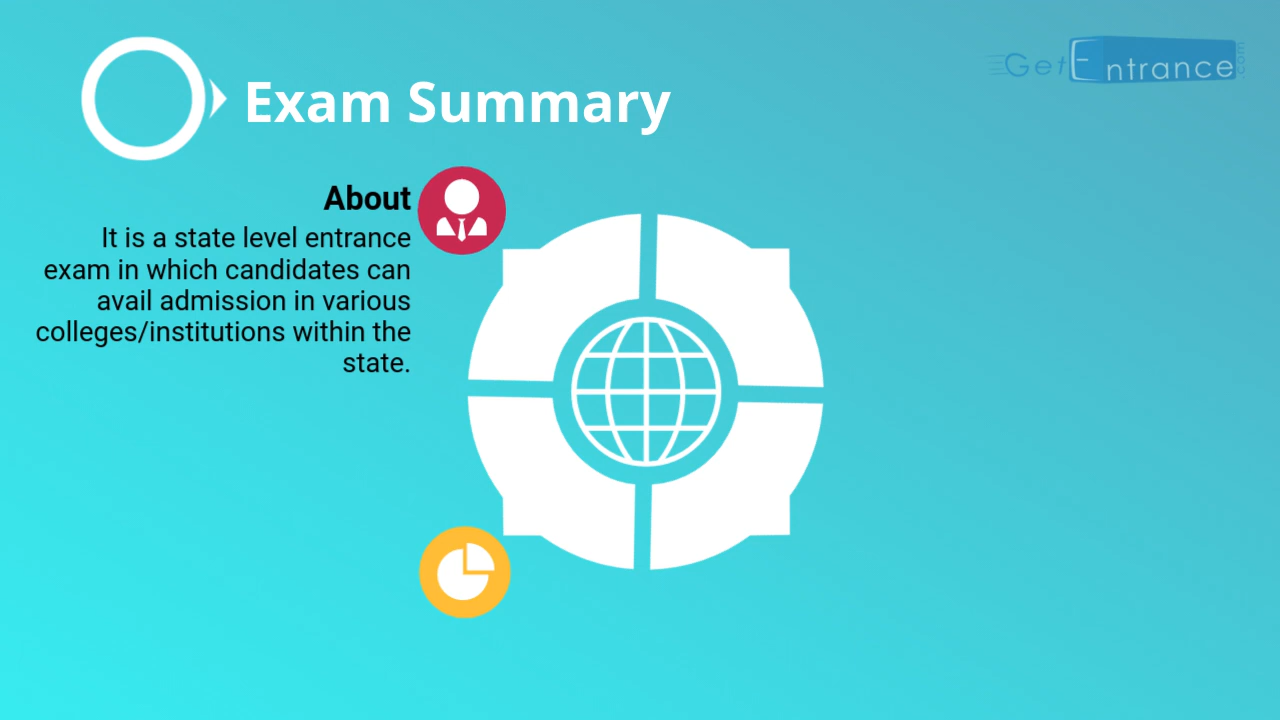 GetEntrance.com
Exam Summary
About
It is a state level entrance
exam in which candidates can
avail admission in various
colleges/institutions within the
state.